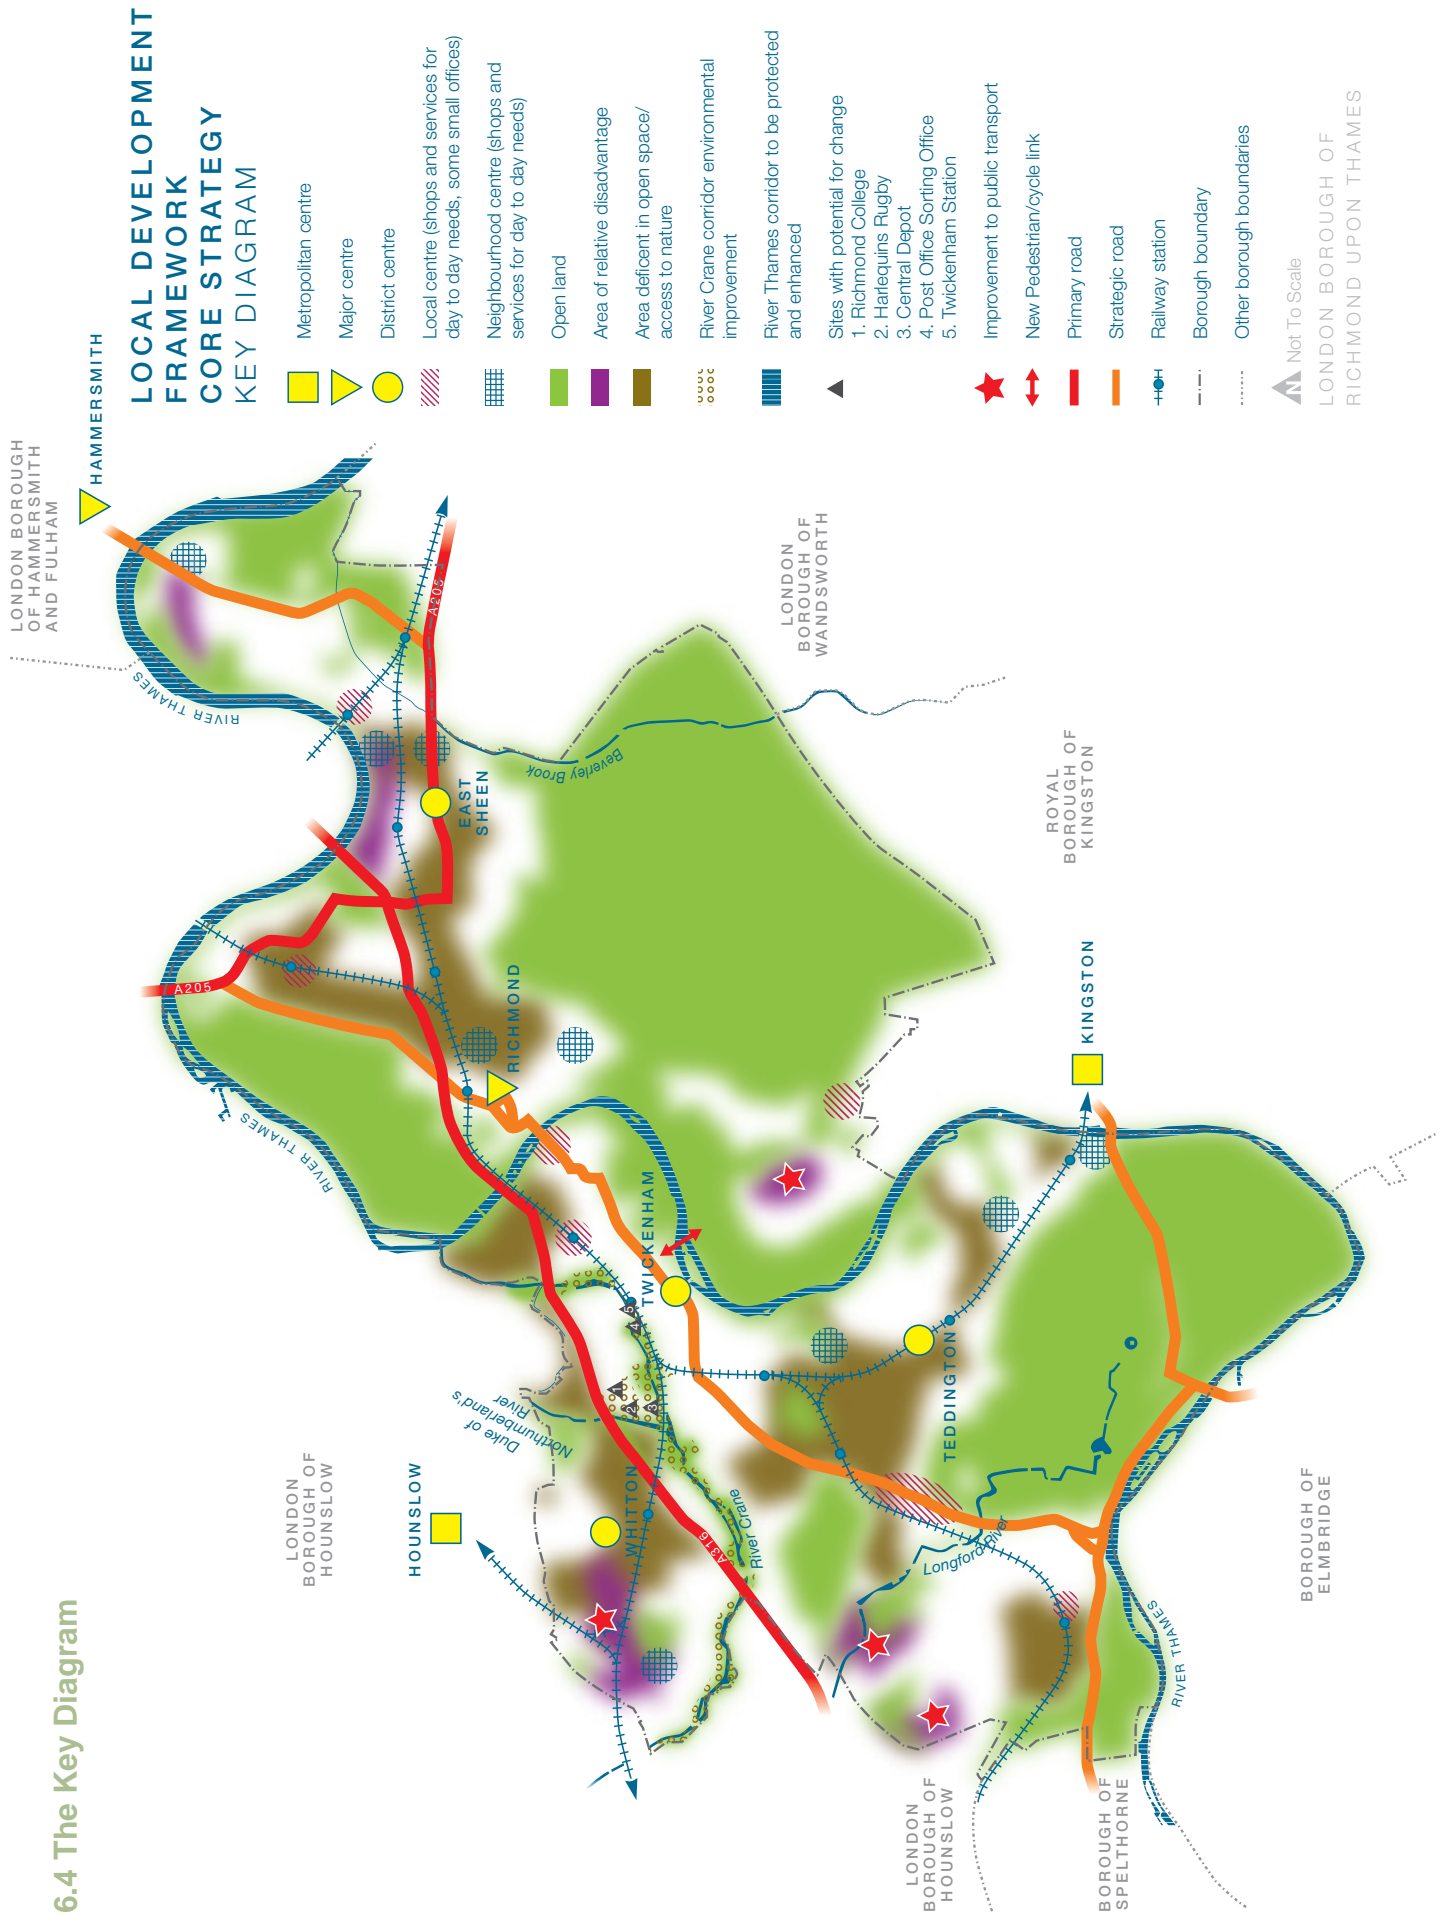 6.4 The Key Diagram
LOCAL DEVELOPMENT
FRAMEWORK
CORE STRATEGY
KEY DIAGRAM
Metropolitan centre
Major centre
District centre
Local centre (shops and services for
day to day needs, some small offices)
Neighbourhood centre (shops and
services for day to day needs)
Open land
Area of relative disadvantage
Area deficent in open space/
access to nature
River Crane corridor environmental
improvement
River Thames corridor to be protected
and enhanced
Sites with potential for change
1. Richmond College
2. Harlequins Rugby
3. Central Depot
4. Post Office Sorting Office
5. Twickenham Station
Improvement to public transport
New Pedestrian/cycle link
Primary road
Strategic road
Railway station
Borough boundary
Other borough boundaries
N
Not To Scale
LONDON BOROUGH OF
RICHMOND UPON THAMES
LONDON BOROUGH
OF HAMMERSMITH
AND FULHAM
HAMMERSMITH
RIVER THAMES
A205
LONDON
BOROUGH OF
WANDSWORTH
EAST
SHEEN
Beverley Brook
A205
RICHMOND
RIVER THAMES
ROYAL
BOROUGH OF
KINGSTON
KINGSTON
TWICKENHAM
5
4
1
2
3
Duke of
Northumberland's
River
TEDDINGTON
LONDON
BOROUGH OF
HOUNSLOW
HOUNSLOW
WHITTON
A316
River Crane
Longford River
BOROUGH OF
ELMBRIDGE
RIVER THAMES
LONDON
BOROUGH OF
HOUNSLOW
BOROUGH OF
SPELTHORNE